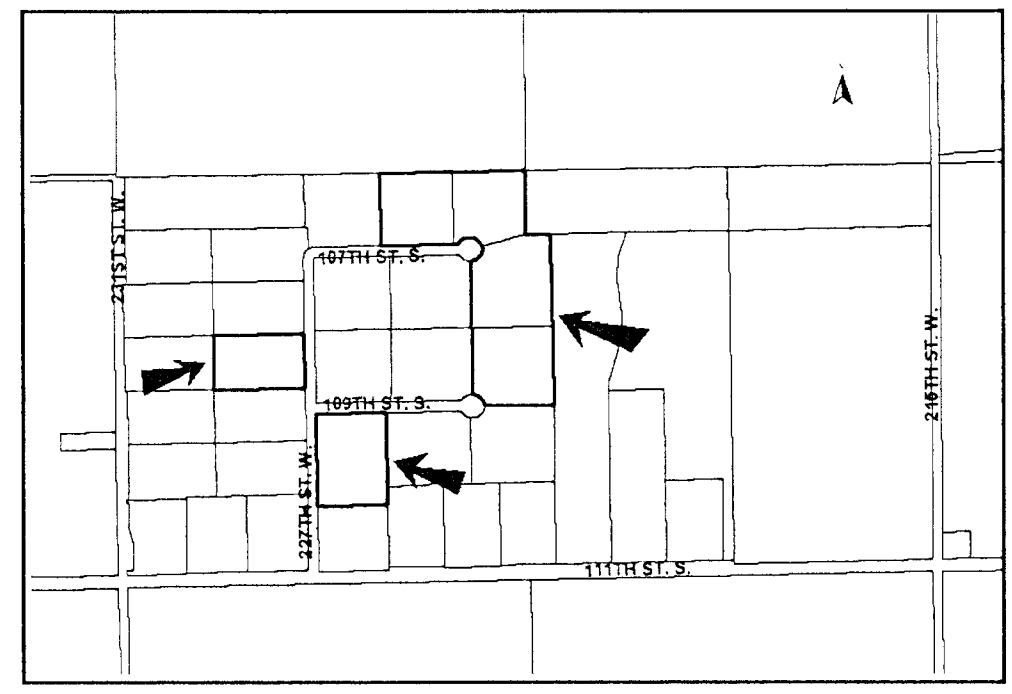 231ST ST. W.
107TH ST. S.
109TH ST. S.
227TH ST. W.
215TH ST. W.
111TH ST. S.